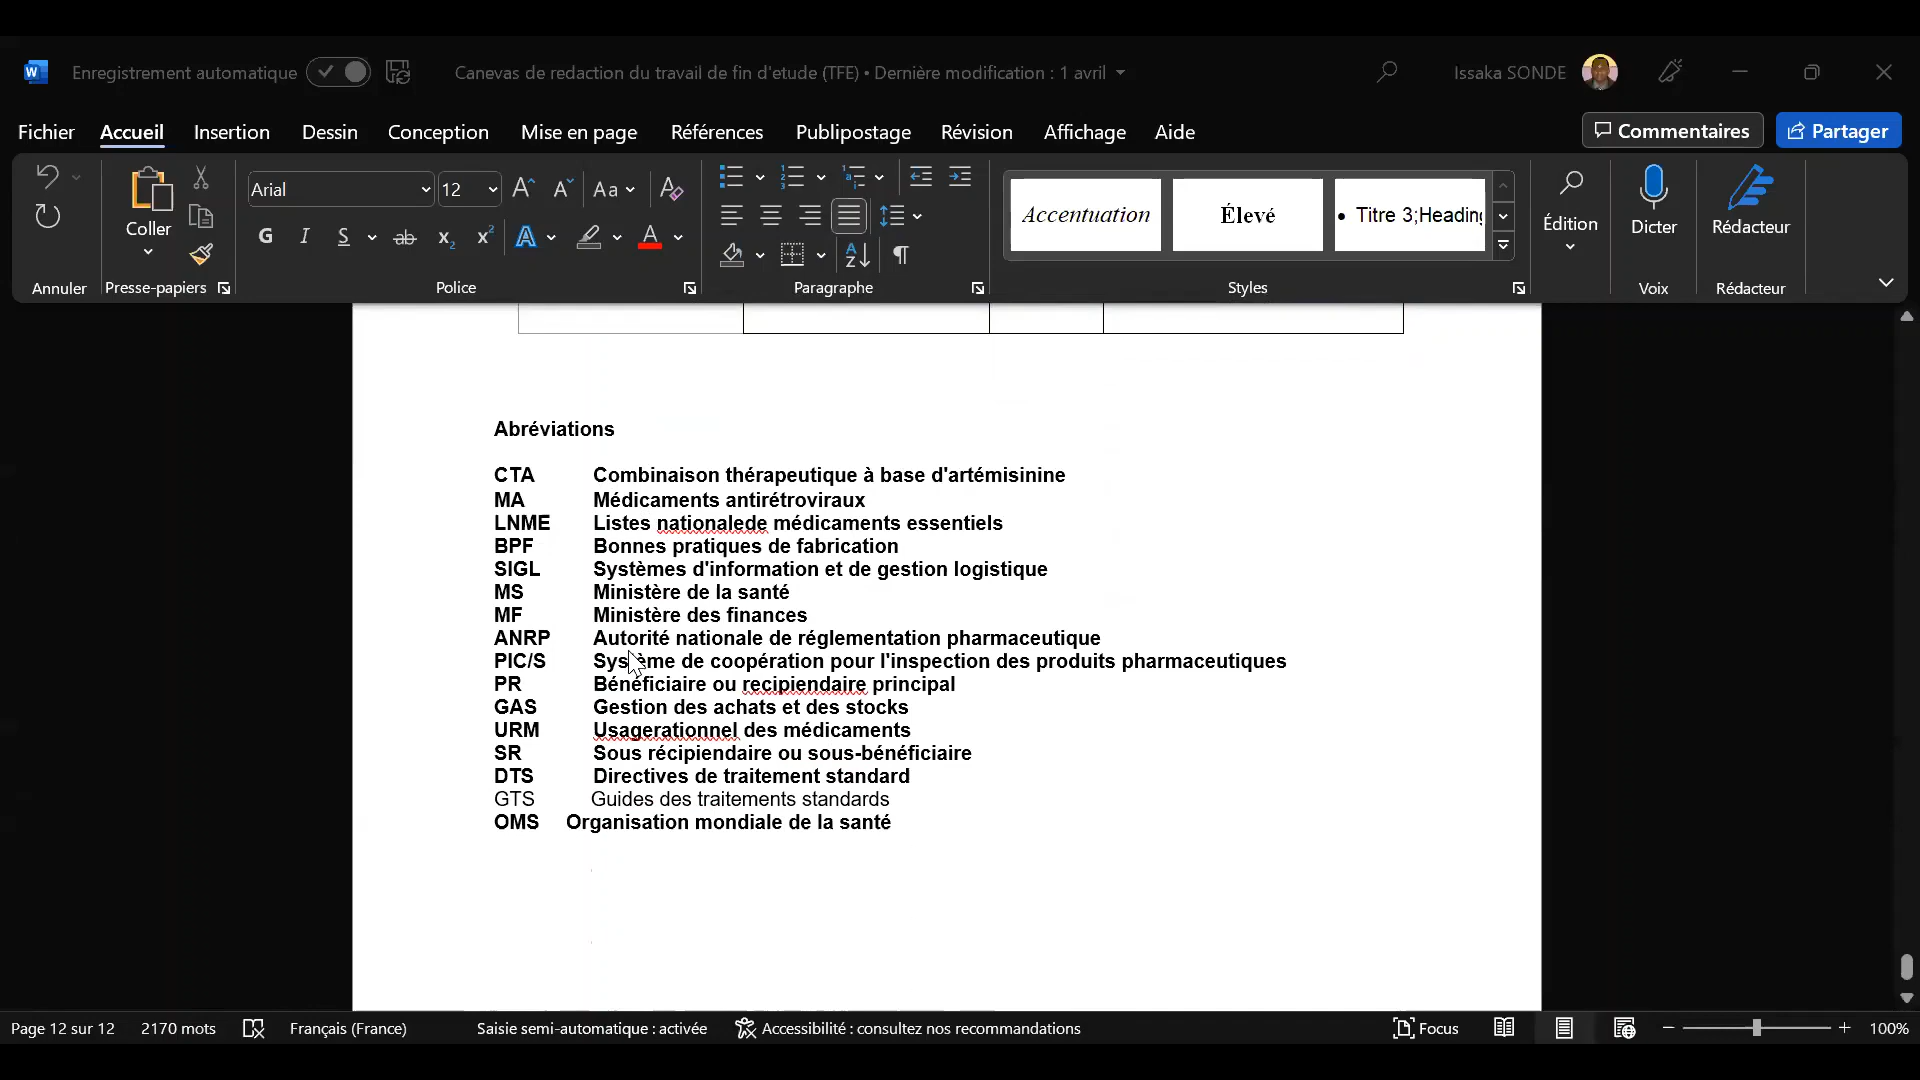 Enregistrement automatique
Canevas de redaction du travail de fin d'etude (TFE) • Dernière modification : 1 avril
Issaka SONDE
Fichier Accueil Insertion Dessin Conception Mise en page Références Publipostage Révision Affichage Aide
Commentaires Partager
Coller
Arial 12
Aa
G I S ab x₂ x² A A
Accentuation Élevé • Titre 3;Heading
Édition Dicter Rédacteur
Annuler Presse-papiers Police Paragraphe Styles Voix Rédacteur
Abréviations
CTA Combinaison thérapeutique à base d'artémisinine
MA Médicaments antirétroviraux
LNME Listes nationalede médicaments essentiels
BPF Bonnes pratiques de fabrication
SIGL Systèmes d'information et de gestion logistique
MS Ministère de la santé
MF Ministère des finances
ANRP Autorité nationale de réglementation pharmaceutique
PIC/S Système de coopération pour l'inspection des produits pharmaceutiques
PR Bénéficiaire ou recipiendaire principal
GAS Gestion des achats et des stocks
URM Usagerationnel des médicaments
SR Sous récipiendaire ou sous-bénéficiaire
DTS Directives de traitement standard
GTS Guides des traitements standards
OMS Organisation mondiale de la santé
Page 12 sur 12 2170 mots Français (France) Saisie semi-automatique : activée Accessibilité : consultez nos recommandations Focus 100%